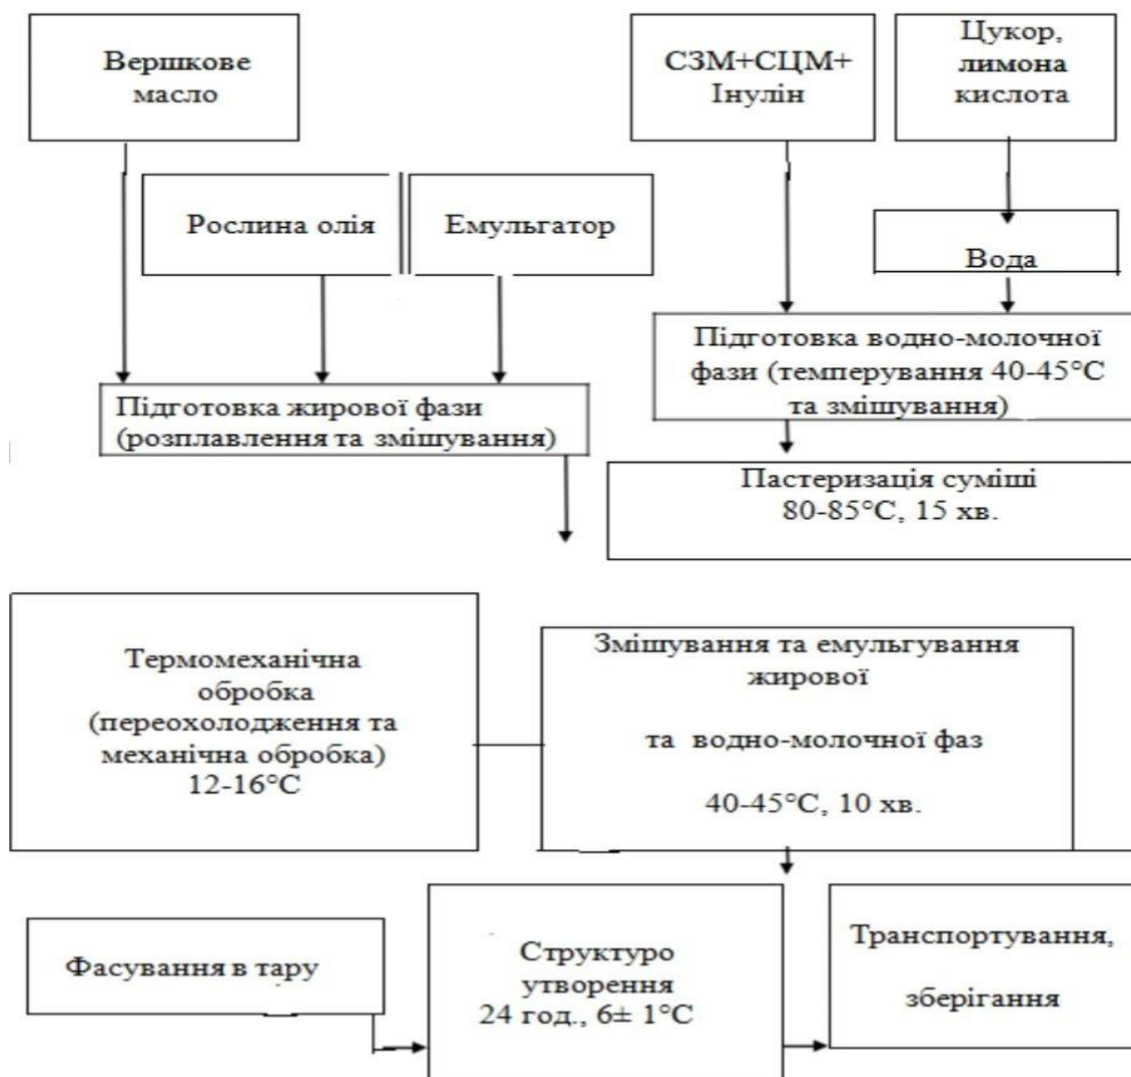 Вершкове
масло
СЗМ+СЦМ+
Інулін
Цукор,
лимона
кислота
Рослина олія
Емульгатор
Вода
Підготовка жирової фази
(розплавлення та змішування)
Підготовка водно-молочної
фази (темперування 40-45°C
та змішування)
Пастеризація суміші
80-85°C, 15 хв.
Термомеханічна
обробка
(переохолодження та
механічна обробка)
12-16°C
Змішування та емульгування
жирової
та водно-молочної фаз
40-45°C, 10 хв.
Фасування в тару
Структуро
утворення
24 год., 6± 1°C
Транспортування,
зберігання